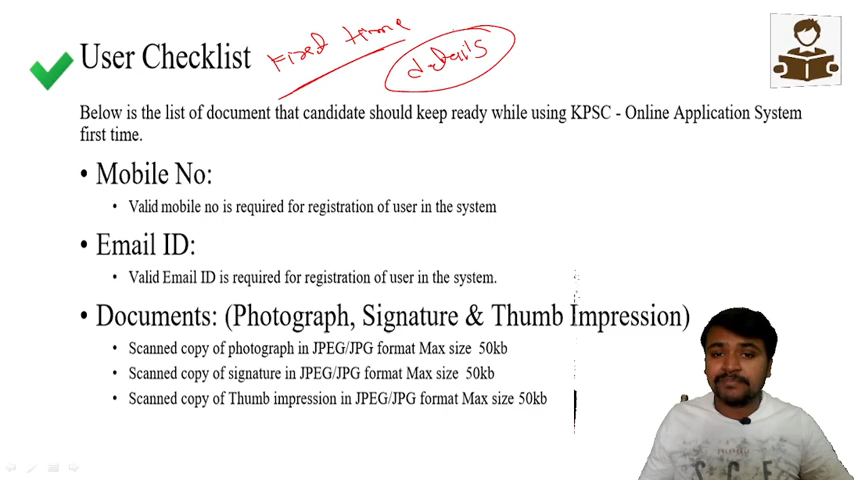 User Checklist
Fixed time
details
Below is the list of document that candidate should keep ready while using KPSC - Online Application System
first time.
• Mobile No:
• Valid mobile no is required for registration of user in the system
• Email ID:
• Valid Email ID is required for registration of user in the system.
• Documents: (Photograph, Signature & Thumb Impression)
• Scanned copy of photograph in JPEG/JPG format Max size 50kb
• Scanned copy of signature in JPEG/JPG format Max size 50kb
• Scanned copy of Thumb impression in JPEG/JPG format Max size 50kb